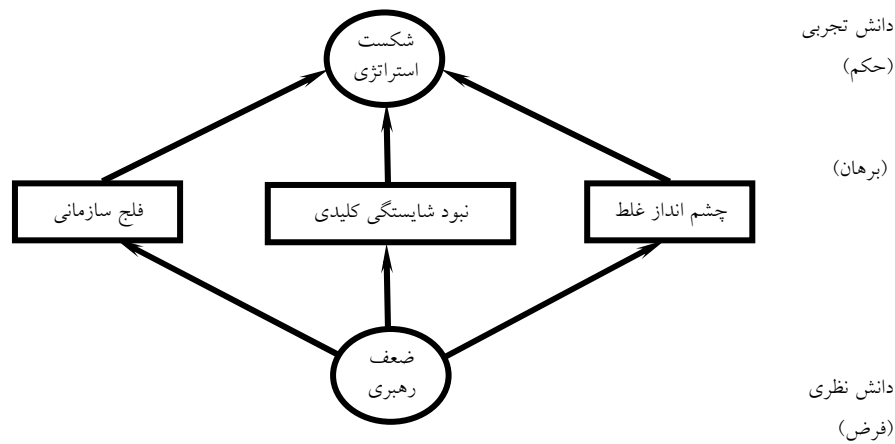 دانش تجربی
(حکم)
شکست
استراتژی
(برهان)
چشم انداز غلط
نبود شایستگی کلیدی
فلج سازمانی
ضعف
رهبری
دانش نظری
(فرض)